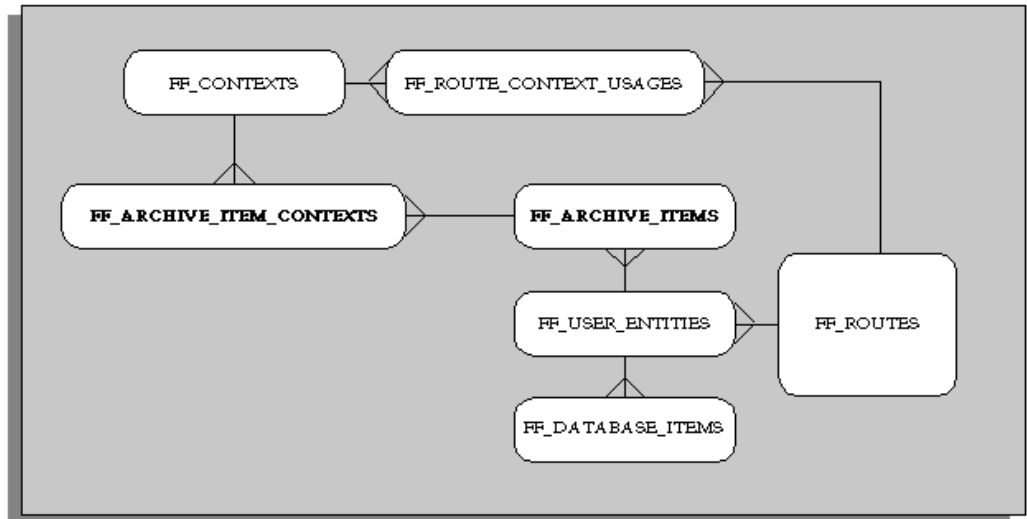 FF_CONTEXTS
FF_ROUTE_CONTEXT_USAGES
FF_ARCHIVE_ITEM_CONTEXTS
FF_ARCHIVE_ITEMS
FF_USER_ENTITIES
FF_ROUTES
FF_DATABASE_ITEMS